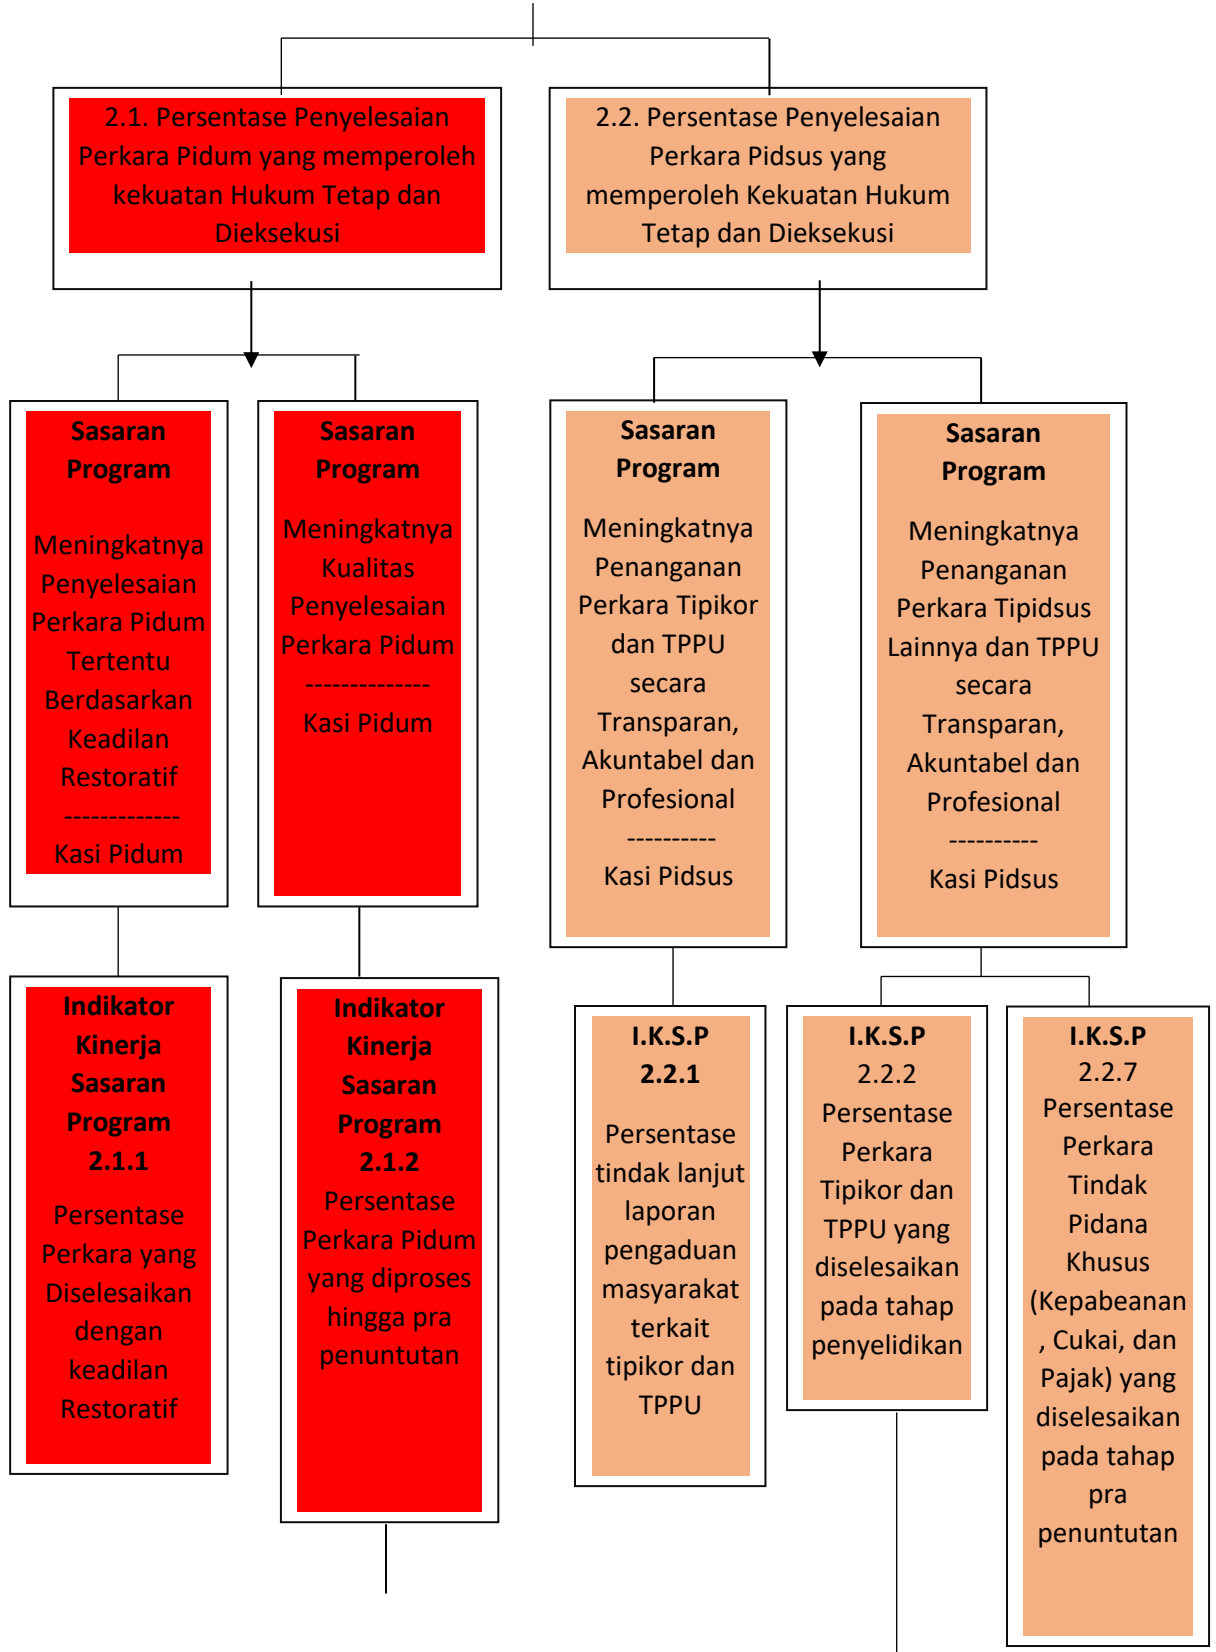 2.1. Persentase Penyelesaian
Perkara Pidum yang memperoleh
kekuatan Hukum Tetap dan
Dieksekusi
2.2. Persentase Penyelesaian
Perkara Pidsus yang
memperoleh Kekuatan Hukum
Tetap dan Dieksekusi
Sasaran
Program
Meningkatnya
Penyelesaian
Perkara Pidum
Tertentu
Berdasarkan
Keadilan
Restoratif
-------------
Kasi Pidum
Sasaran
Program
Meningkatnya
Kualitas
Penyelesaian
Perkara Pidum
--------------
Kasi Pidum
Sasaran
Program
Meningkatnya
Penanganan
Perkara Tipikor
dan TPPU
secara
Transparan,
Akuntabel dan
Profesional
----------
Kasi Pidsus
Sasaran
Program
Meningkatnya
Penanganan
Perkara Tipidsus
Lainnya dan TPPU
secara
Transparan,
Akuntabel dan
Profesional
----------
Kasi Pidsus
Indikator
Kinerja
Sasaran
Program
2.1.1
Persentase
Perkara yang
Diselesaikan
dengan
keadilan
Restoratif
Indikator
Kinerja
Sasaran
Program
2.1.2
Persentase
Perkara Pidum
yang diproses
hingga pra
penuntutan
I.K.S.P
2.2.1
Persentase
tindak lanjut
laporan
pengaduan
masyarakat
terkait
tipikor dan
TPPU
I.K.S.P
2.2.2
Persentase
Perkara
Tipikor dan
TPPU yang
diselesaikan
pada tahap
penyelidikan
I.K.S.P
2.2.7
Persentase
Perkara
Tindak
Pidana
Khusus
(Kepabeanan
, Cukai, dan
Pajak) yang
diselesaikan
pada tahap
pra
penuntutan